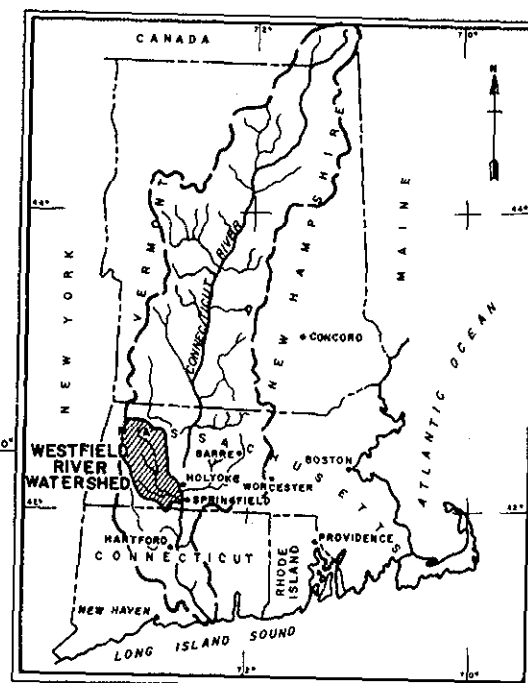 CANADA
72°
70°
N
44°
44°
NEW YORK
VERMONT
CONNECTICUT RIVER
NEW HAMPSHIRE
MAINE
CONCORD
ATLANTIC OCEAN
MASSACHUSETTS
BARRE
BOSTON
WESTFIELD
RIVER
WATERSHED
HOLYOKE
WORCESTER
SPRINGFIELD
42°
HARTFORD
CONNECTICUT
RHODE
ISLAND
PROVIDENCE
NEW HAVEN
LONG ISLAND SOUND
72°
70°